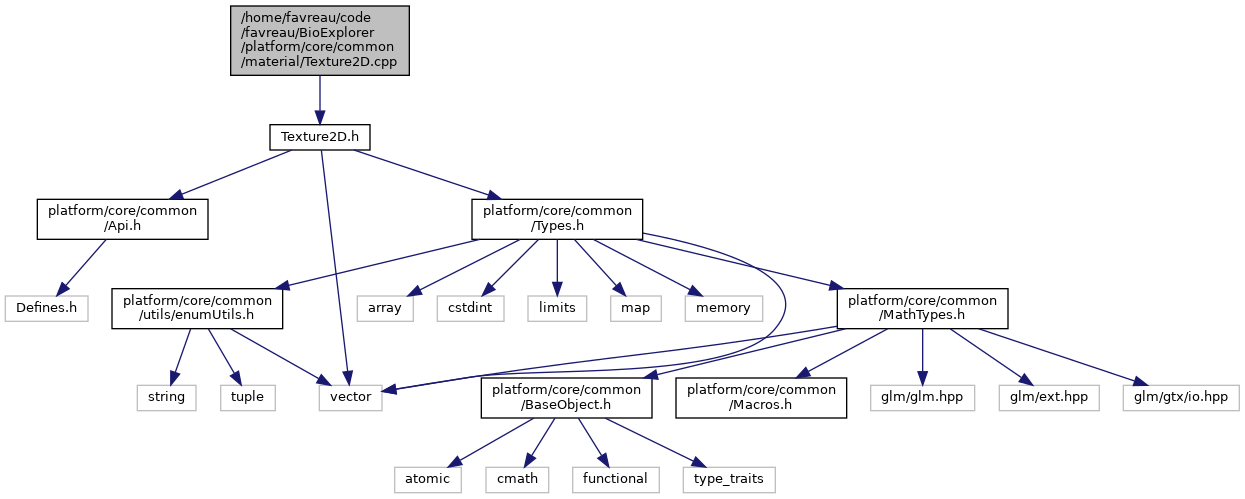 /home/favreau/code
/favreau/BioExplorer
/platform/core/common
/material/Texture2D.cpp
Texture2D.h
platform/core/common
/Api.h
platform/core/common
/Types.h
Defines.h
platform/core/common
/utils/enumUtils.h
array
cstdint
limits
map
memory
platform/core/common
/MathTypes.h
string
tuple
vector
platform/core/common
/BaseObject.h
platform/core/common
/Macros.h
glm/glm.hpp
glm/ext.hpp
glm/gtx/io.hpp
atomic
cmath
functional
type_traits